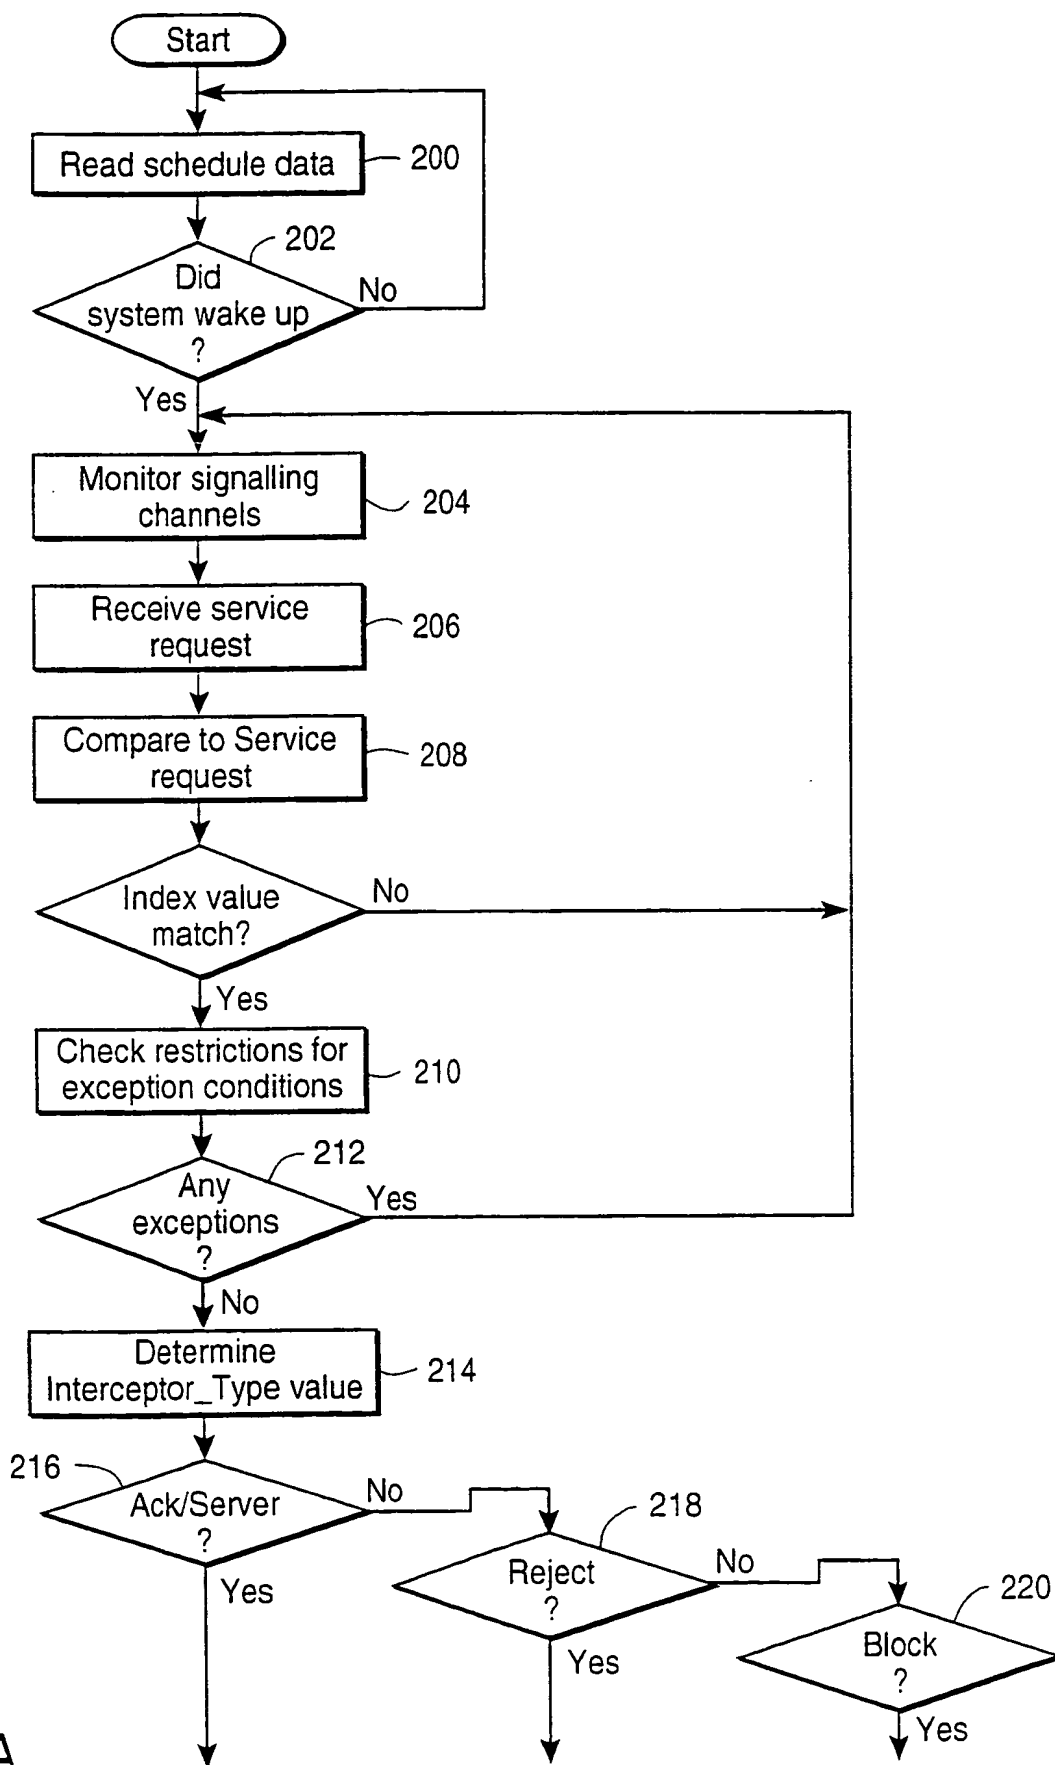 Start
Read schedule data
200
202
Did
system wake up
?
No
Yes
Monitor signalling
channels
204
Receive service
request
206
Compare to Service
request
208
Index value
match?
No
Yes
Check restrictions for
exception conditions
210
212
Any
exceptions
?
Yes
No
Determine
Interceptor_Type value
214
216
Ack/Server
?
No
Yes
218
Reject
?
No
Yes
220
Block
?
Yes